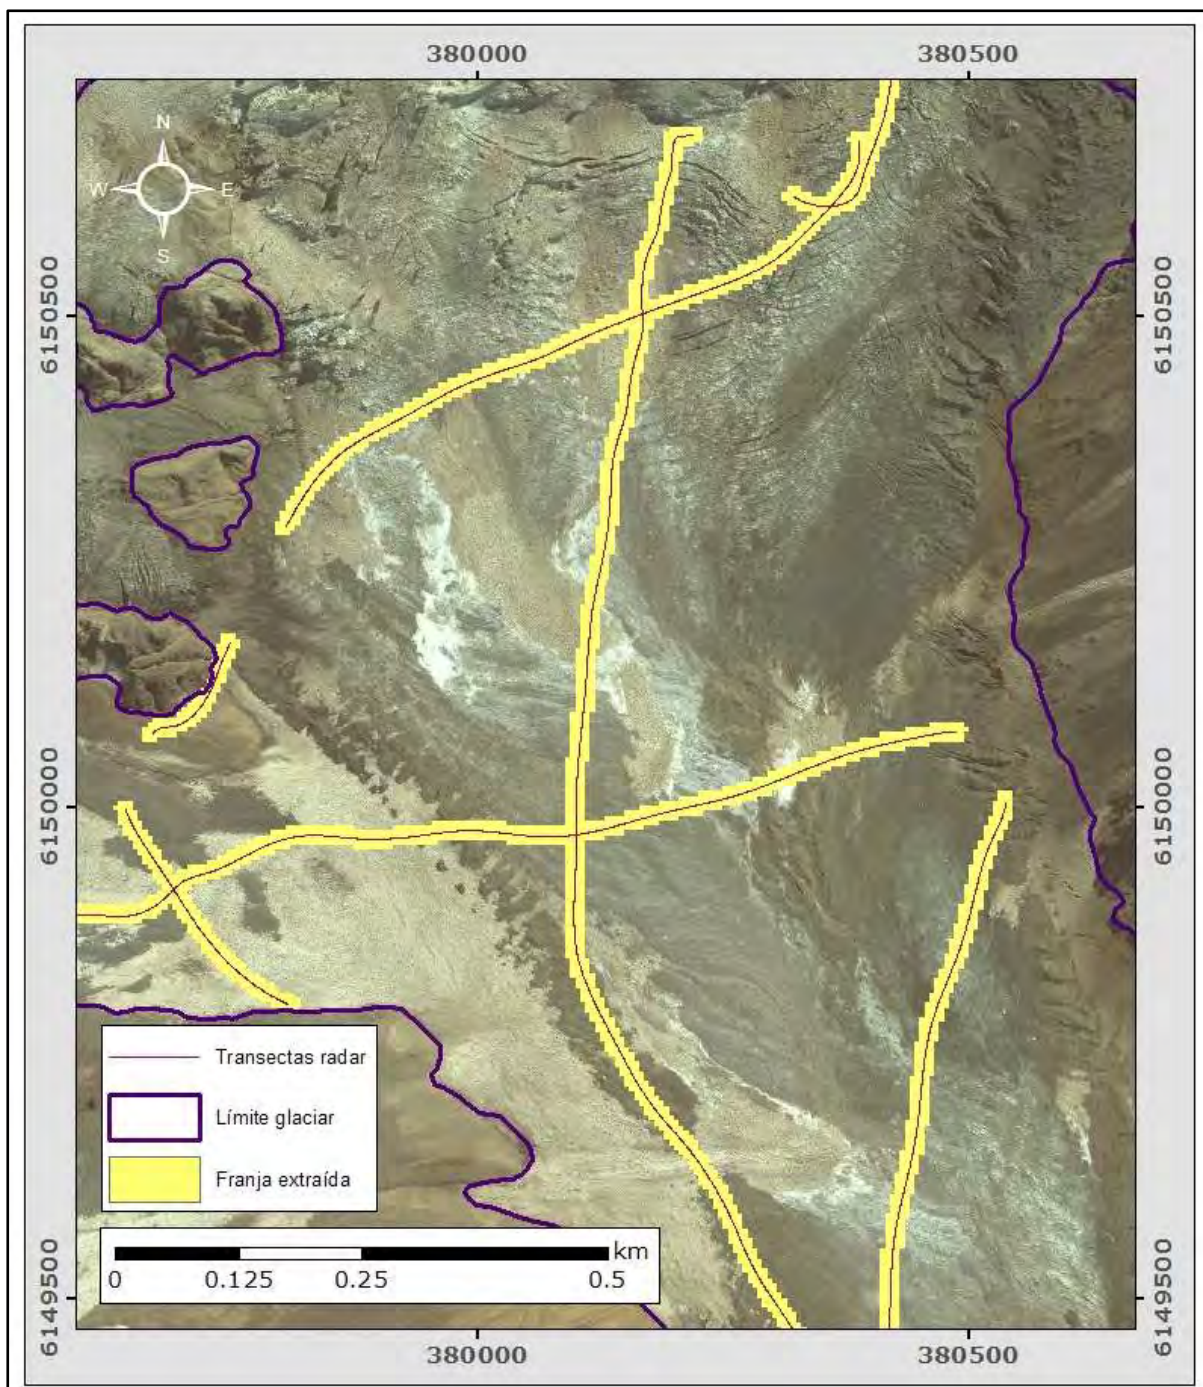 380000 380500
N
W E
S
6150500 6150500
6150000 6150000
Transectas radar
Límite glaciar
Franja extraída
km
0 0.125 0.25 0.5
6149500 6149500
380000 380500